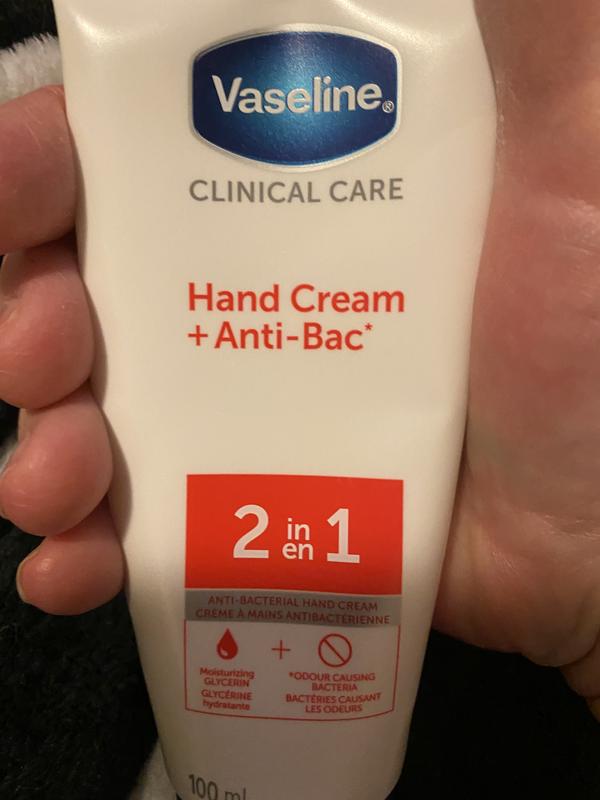 Vaseline®
CLINICAL CARE
Hand Cream
+ Anti-Bac*
2 in en 1
ANTI-BACTERIAL HAND CREAM
CRÈME À MAINS ANTIBACTÉRIENNE
Moisturizing
GLYCERIN
GLYCÉRINE
hydratante
+
*ODOUR CAUSING
BACTERIA
BACTÉRIES CAUSANT
LES ODEURS
100 ml